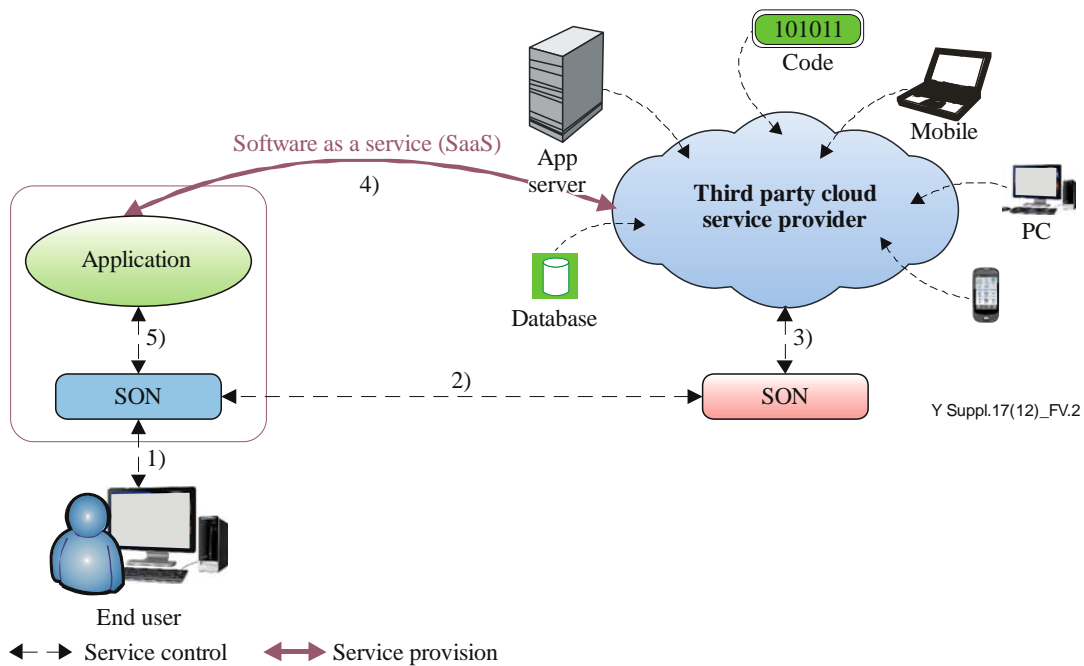 101011
Code
App
server
Mobile
Software as a service (SaaS)
4)
Third party cloud
service provider
PC
Application
Database
5)
3)
SON
2)
SON
Y Suppl.17(12)_FV.2
1)
End user
Service control
Service provision